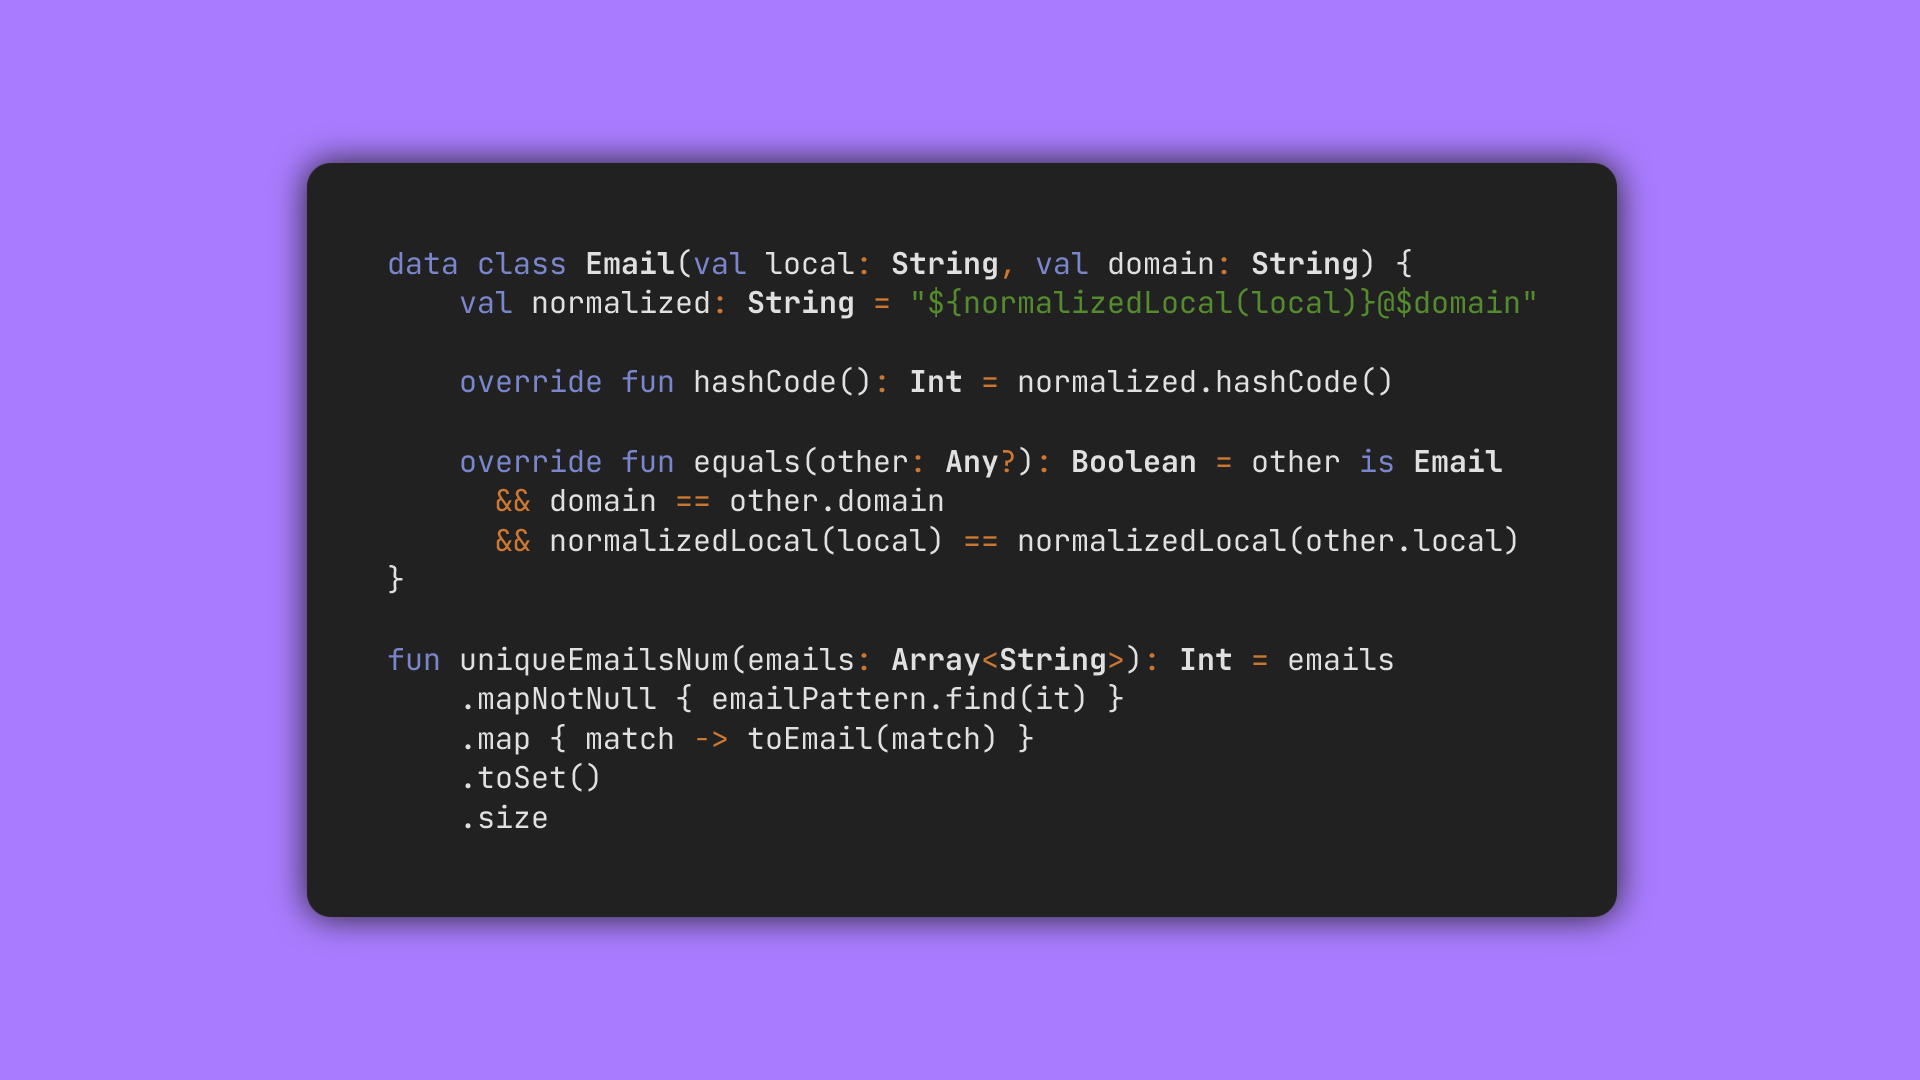 data class Email(val local: String, val domain: String) {
    val normalized: String = "${normalizedLocal(local)}@$domain"

    override fun hashCode(): Int = normalized.hashCode()

    override fun equals(other: Any?): Boolean = other is Email
      && domain == other.domain
      && normalizedLocal(local) == normalizedLocal(other.local)
}

fun uniqueEmailsNum(emails: Array<String>): Int = emails
    .mapNotNull { emailPattern.find(it) }
    .map { match -> toEmail(match) }
    .toSet()
    .size